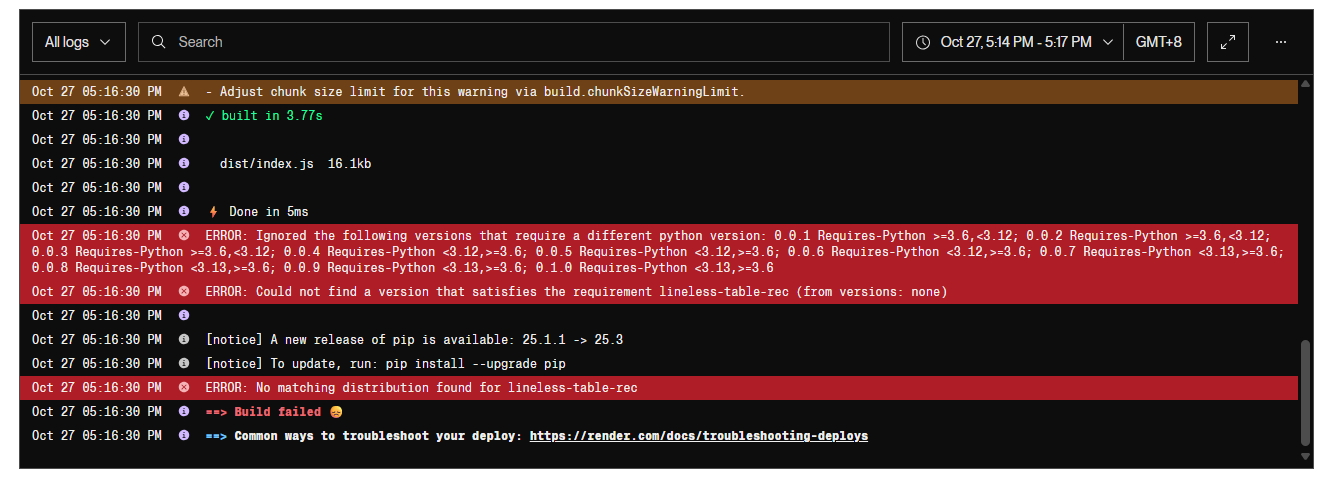 All logs
Search
Oct 27, 5:14 PM - 5:17 PM
GMT+8
Oct 27 05:16:30 PM - Adjust chunk size limit for this warning via build.chunkSizeWarningLimit.
Oct 27 05:16:30 PM ✓ built in 3.77s
Oct 27 05:16:30 PM
Oct 27 05:16:30 PM dist/index.js 16.1kb
Oct 27 05:16:30 PM
Oct 27 05:16:30 PM ⚡ Done in 5ms
Oct 27 05:16:30 PM ERROR: Ignored the following versions that require a different python version: 0.0.1 Requires-Python >=3.6,<3.12; 0.0.2 Requires-Python >=3.6,<3.12;
0.0.3 Requires-Python >=3.6,<3.12; 0.0.4 Requires-Python <3.12,>=3.6; 0.0.5 Requires-Python <3.12,>=3.6; 0.0.6 Requires-Python <3.12,>=3.6; 0.0.7 Requires-Python <3.13,>=3.6;
0.0.8 Requires-Python <3.13,>=3.6; 0.0.9 Requires-Python <3.13,>=3.6; 0.1.0 Requires-Python <3.13,>=3.6
Oct 27 05:16:30 PM ERROR: Could not find a version that satisfies the requirement lineless-table-rec (from versions: none)
Oct 27 05:16:30 PM
Oct 27 05:16:30 PM [notice] A new release of pip is available: 25.1.1 -> 25.3
Oct 27 05:16:30 PM [notice] To update, run: pip install --upgrade pip
Oct 27 05:16:30 PM ERROR: No matching distribution found for lineless-table-rec
Oct 27 05:16:30 PM ==> Build failed 😞
Oct 27 05:16:30 PM ==> Common ways to troubleshoot your deploy: https://render.com/docs/troubleshooting-deploys